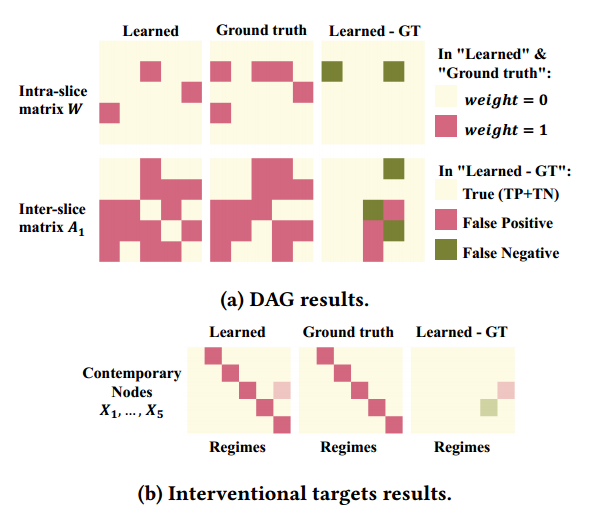 Learned Ground truth Learned - GT
Intra-slice
matrix W
In "Learned" &
"Ground truth":
weight = 0
weight = 1
Inter-slice
matrix A₁
In "Learned - GT":
True (TP+TN)
False Positive
False Negative
(a) DAG results.
Learned Ground truth Learned - GT
Contemporary
Nodes
X₁, ..., X₅
Regimes Regimes Regimes
(b) Interventional targets results.